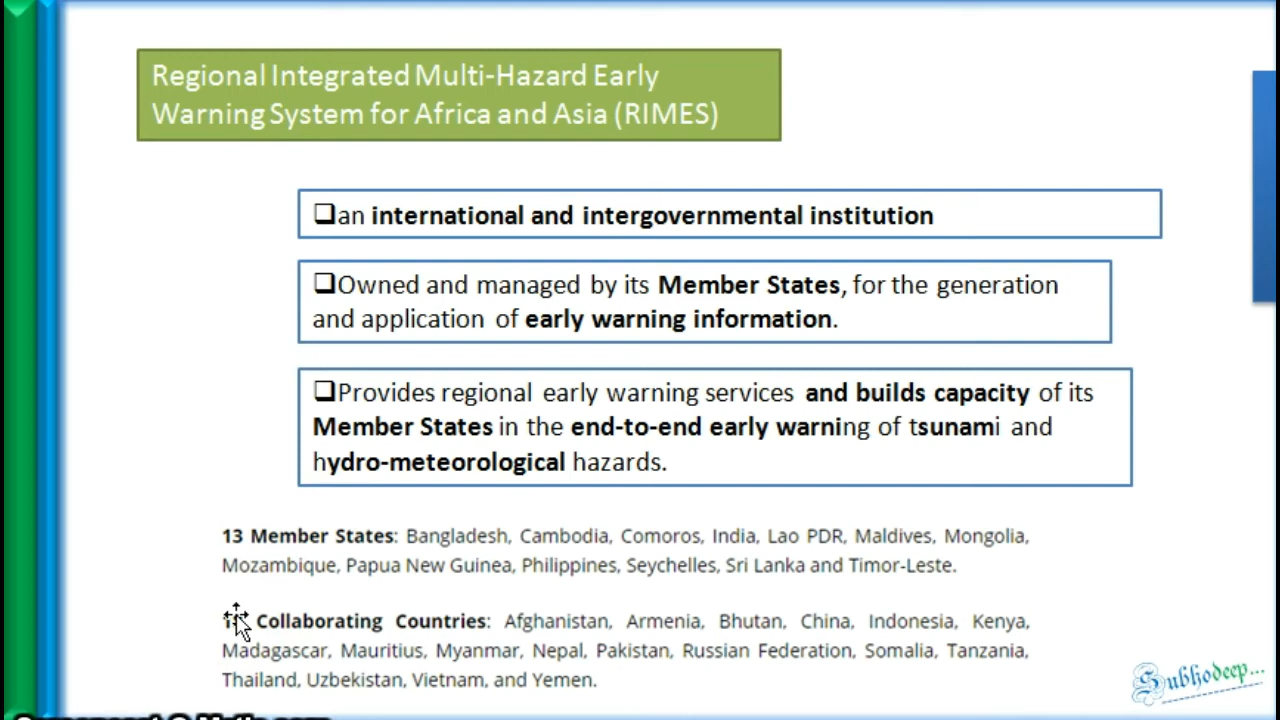 Regional Integrated Multi-Hazard Early
Warning System for Africa and Asia (RIMES)
❑an international and intergovernmental institution
❑Owned and managed by its Member States, for the generation
and application of early warning information.
❑Provides regional early warning services and builds capacity of its
Member States in the end-to-end early warning of tsunami and
hydro-meteorological hazards.
13 Member States: Bangladesh, Cambodia, Comoros, India, Lao PDR, Maldives, Mongolia,
Mozambique, Papua New Guinea, Philippines, Seychelles, Sri Lanka and Timor-Leste.
Collaborating Countries: Afghanistan, Armenia, Bhutan, China, Indonesia, Kenya,
Madagascar, Mauritius, Myanmar, Nepal, Pakistan, Russian Federation, Somalia, Tanzania,
Thailand, Uzbekistan, Vietnam, and Yemen.
Subhodeep...